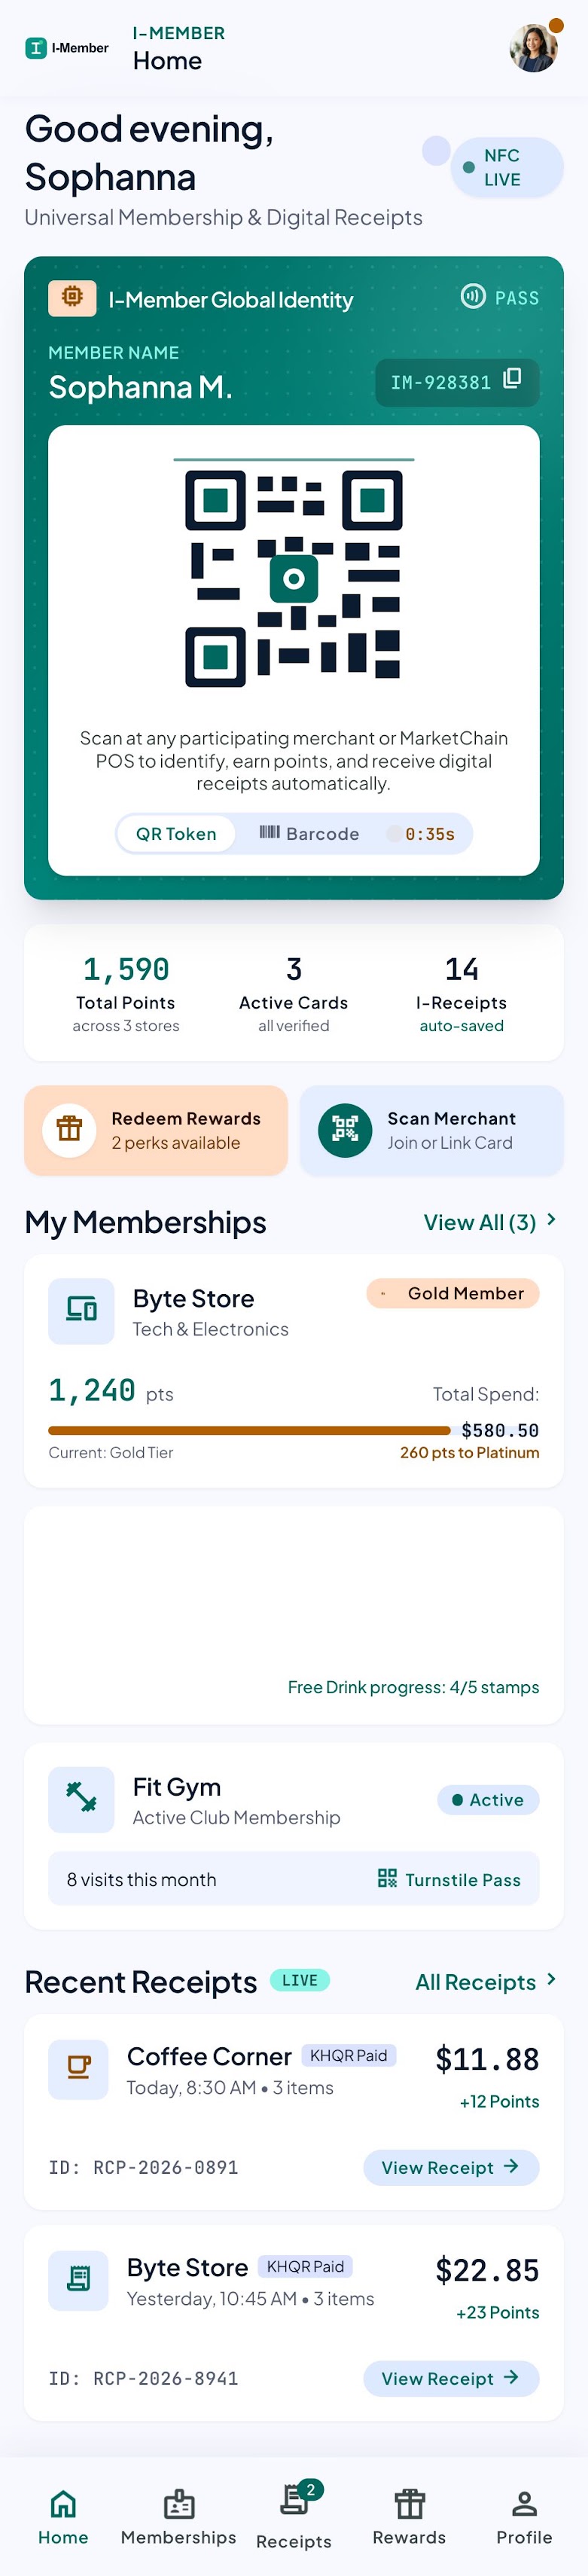 I-Member
I-MEMBER
Home
Good evening,
Sophanna
NFC
LIVE
Universal Membership & Digital Receipts
I-Member Global Identity
PASS
MEMBER NAME
Sophanna M.
IM-928381
Scan at any participating merchant or MarketChain
POS to identify, earn points, and receive digital
receipts automatically.
QR Token
Barcode
0:35s
1,590
3
14
Total Points
Active Cards
I-Receipts
across 3 stores
all verified
auto-saved
Redeem Rewards
2 perks available
Scan Merchant
Join or Link Card
My Memberships
View All (3)
Byte Store
Tech & Electronics
Gold Member
1,240 pts
Total Spend:
$580.50
Current: Gold Tier
260 pts to Platinum
Free Drink progress: 4/5 stamps
Fit Gym
Active Club Membership
Active
8 visits this month
Turnstile Pass
Recent Receipts
LIVE
All Receipts
Coffee Corner
KHQR Paid
$11.88
Today, 8:30 AM • 3 items
+12 Points
ID: RCP-2026-0891
View Receipt
Byte Store
KHQR Paid
$22.85
Yesterday, 10:45 AM • 3 items
+23 Points
ID: RCP-2026-8941
View Receipt
2
Home
Memberships
Receipts
Rewards
Profile